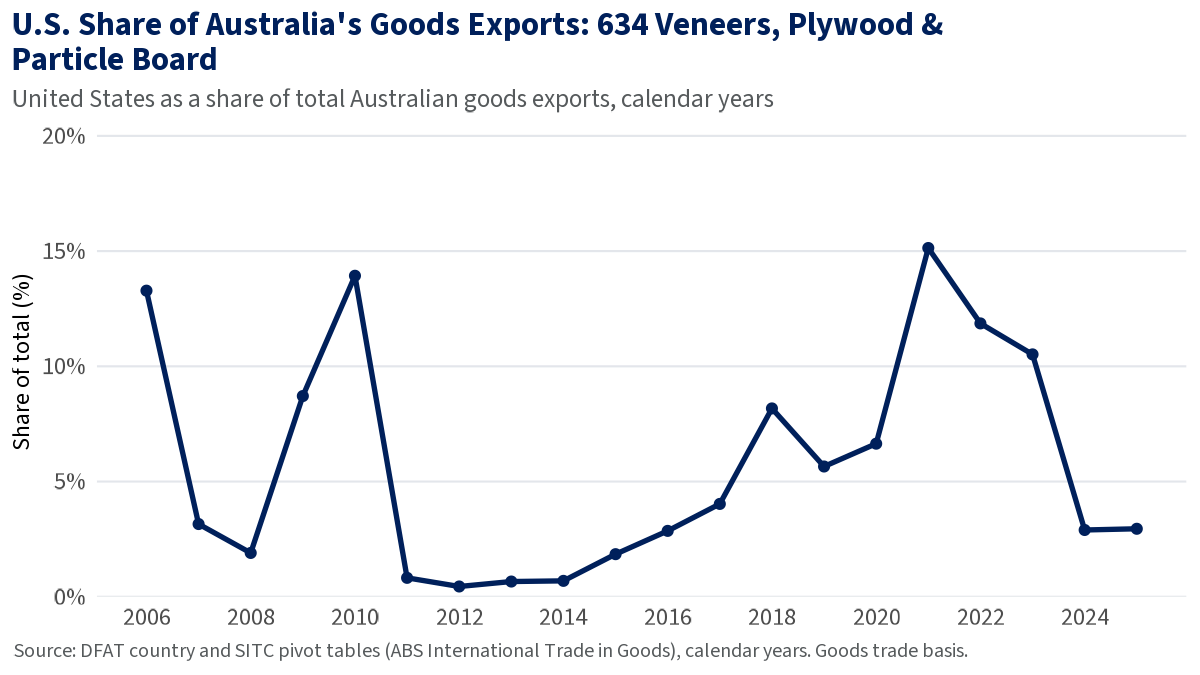 U.S. Share of Australia's Goods Exports: 634 Veneers, Plywood &
Particle Board
United States as a share of total Australian goods exports, calendar years
Share of total (%)
20%
15%
10%
5%
0%
2006 2008 2010 2012 2014 2016 2018 2020 2022 2024
Source: DFAT country and SITC pivot tables (ABS International Trade in Goods), calendar years. Goods trade basis.